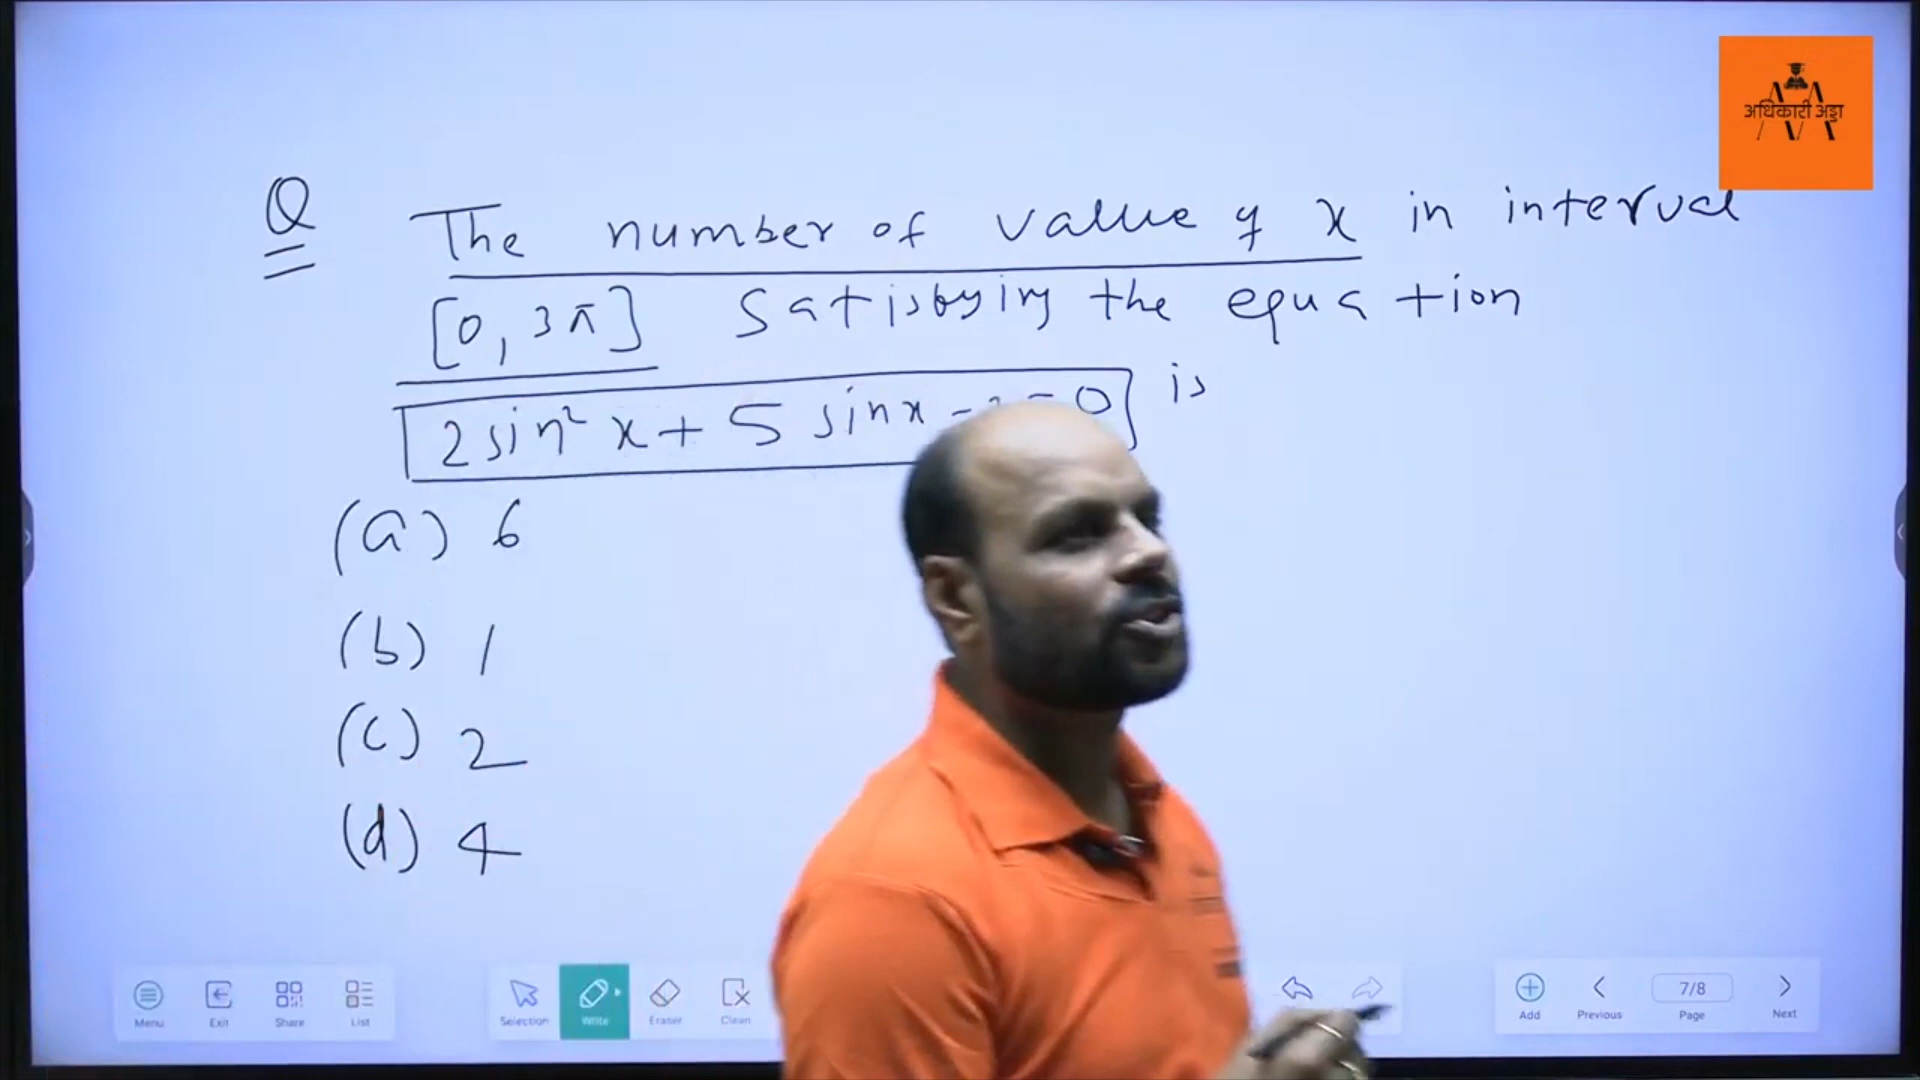 अधिकारी अड्डा
Q The number of value of x in interval
[0, 3π] Satisfying the equation
2 sin² x + 5 sin x - = 0 is
(a) 6
(b) 1
(c) 2
(d) 4
Menu Exit Share List Selection Write Eraser Clean Add Previous 7/8 Page Next